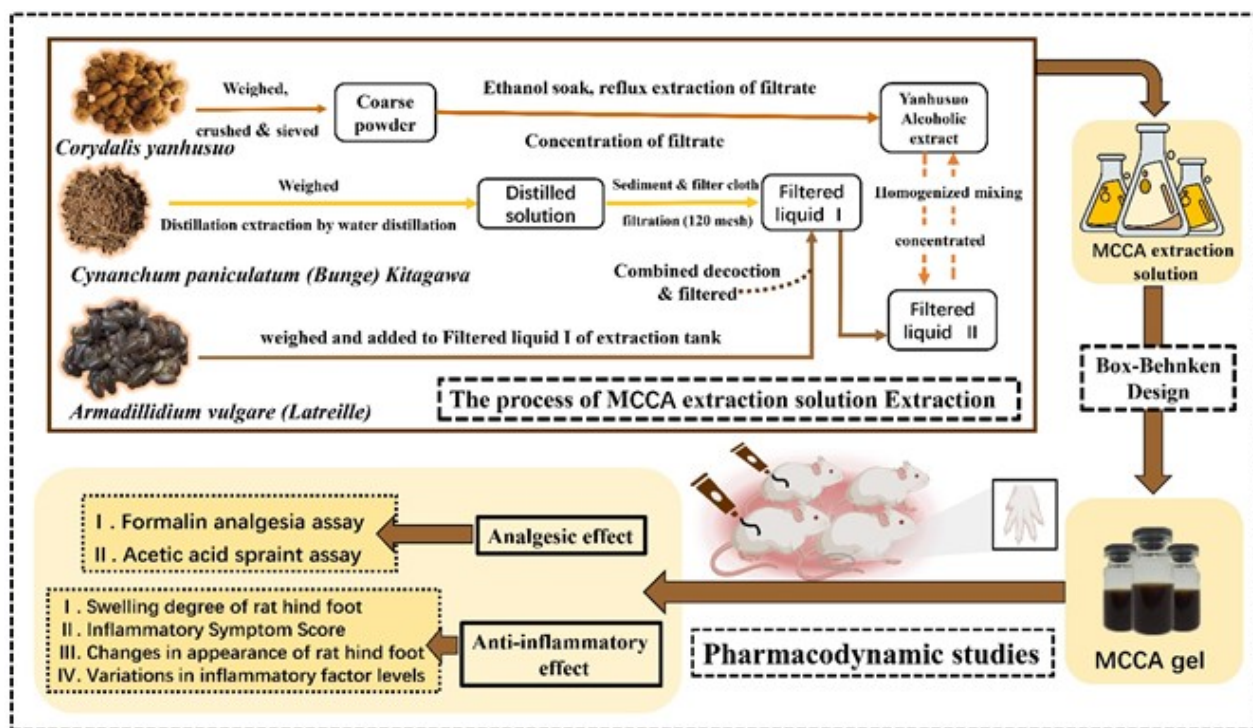 Weighed,
crushed & sieved
Corydalis yanhusuo
Coarse
powder
Ethanol soak, reflux extraction of filtrate
Concentration of filtrate
Yanhusuo
Alcoholic
extract
Weighed
Distillation extraction by water distillation
Cynanchum paniculatum (Bunge) Kitagawa
Distilled
solution
Sediment & filter cloth
filtration (120 mesh)
Filtered
liquid I
Homogenized mixing
concentrated
Combined decoction
& filtered
Filtered
liquid II
weighed and added to Filtered liquid I of extraction tank
Armadillidium vulgare (Latreille)
The process of MCCA extraction solution Extraction
MCCA extraction
solution
Box-Behnken
Design
MCCA gel
Pharmacodynamic studies
Analgesic effect
I . Formalin analgesia assay
II . Acetic acid spraint assay
Anti-inflammatory
effect
I . Swelling degree of rat hind foot
II . Inflammatory Symptom Score
III. Changes in appearance of rat hind foot
IV. Variations in inflammatory factor levels